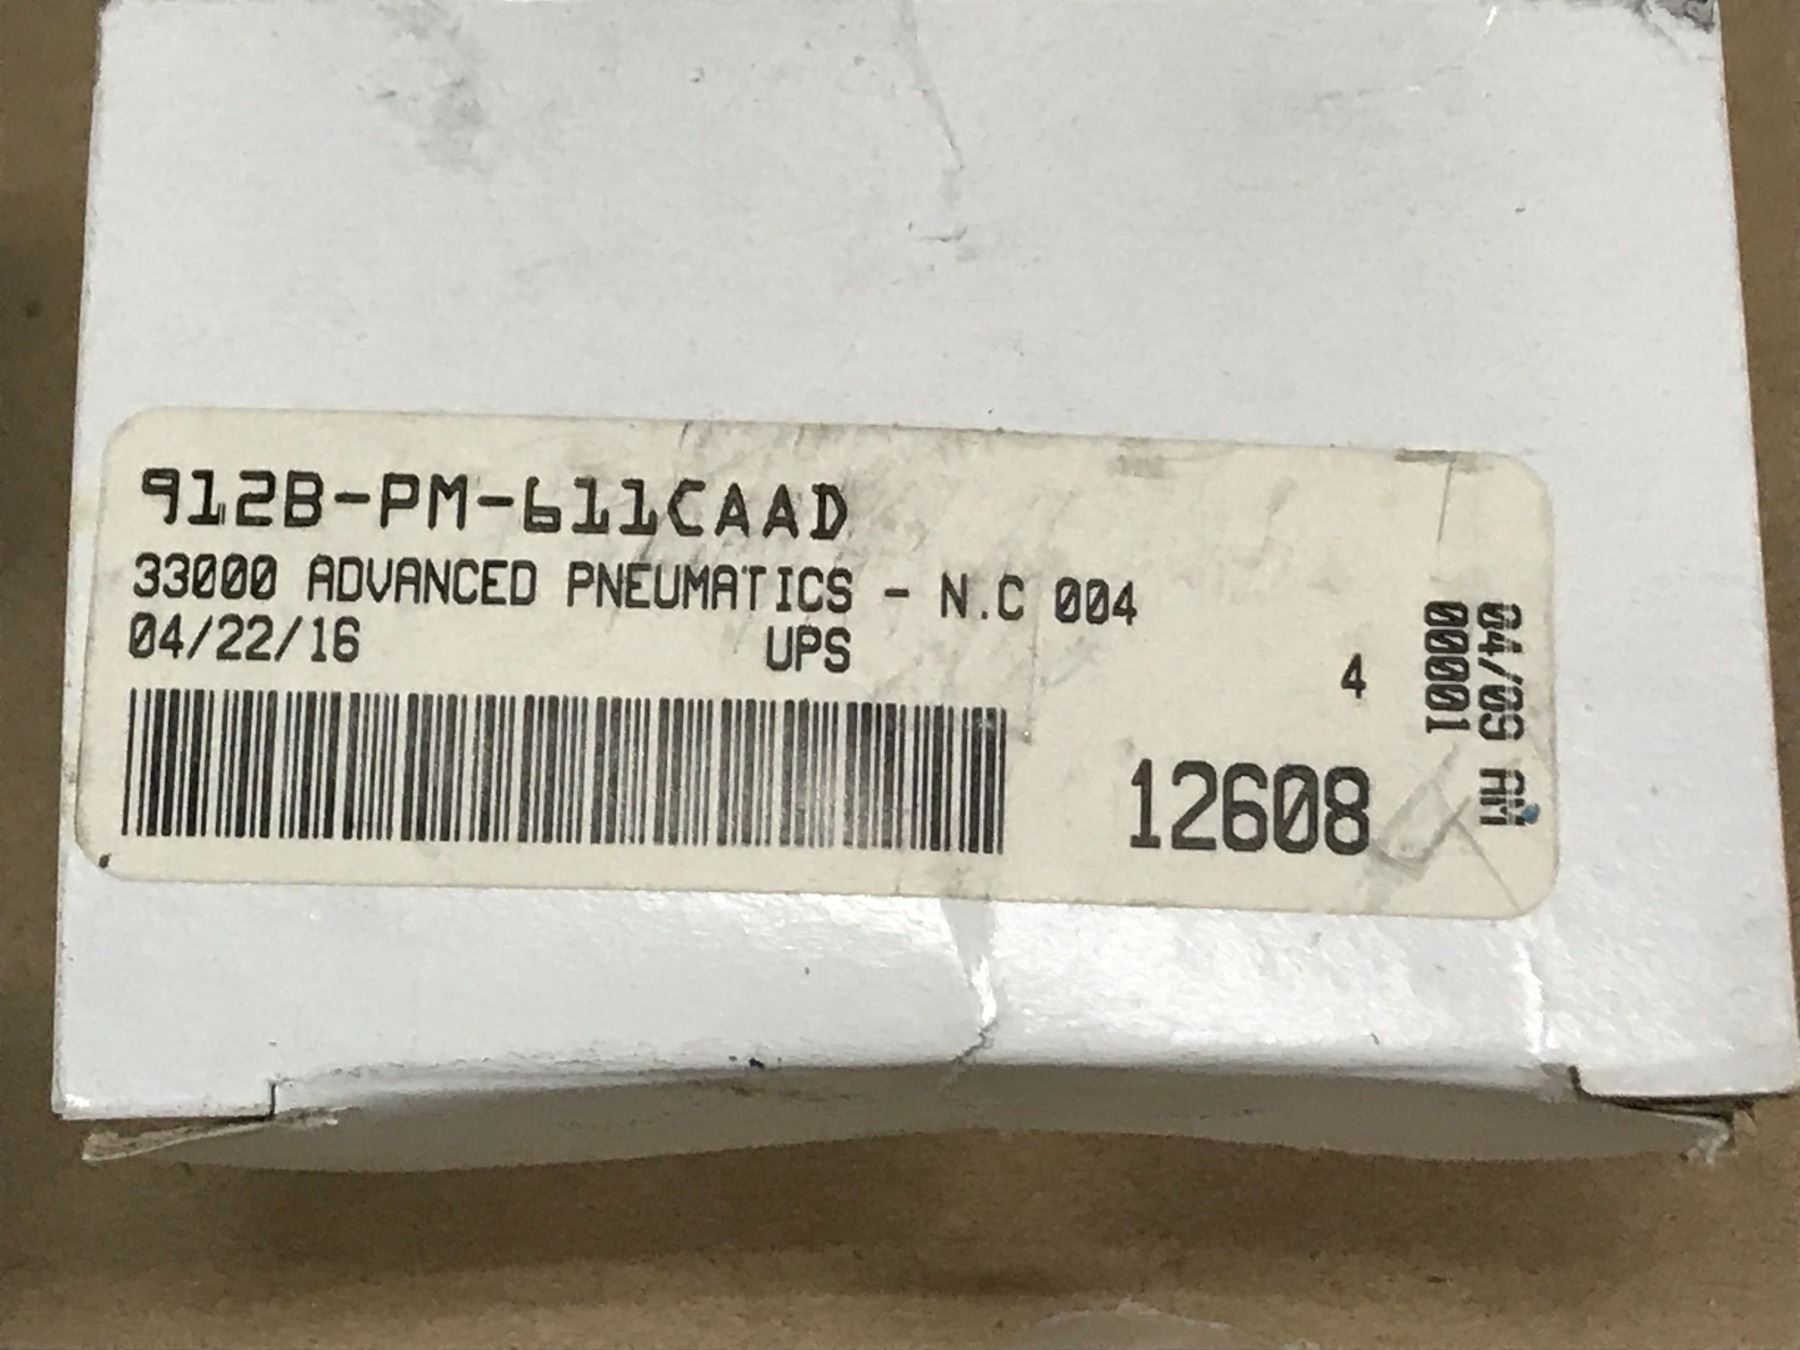 912B-PM-611CAAD
33000 ADVANCED PNEUMATICS - N.C 004
04/22/16 UPS
4
12608
04/09 AM
00001